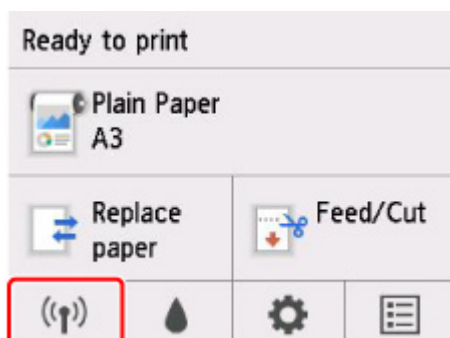 Ready to print
Plain Paper
A3
Replace
paper
Feed/Cut